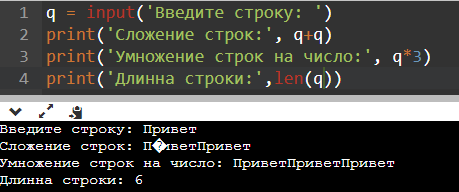 1 q = input('Введите строку: ')
2 print('Сложение строк:', q+q)
3 print('Умножение строк на число:', q*3)
4 print('Длинна строки:',len(q))
Введите строку: Привет
Сложение строк: П�иветПривет
Умножение строк на число: ПриветПриветПривет
Длинна строки: 6